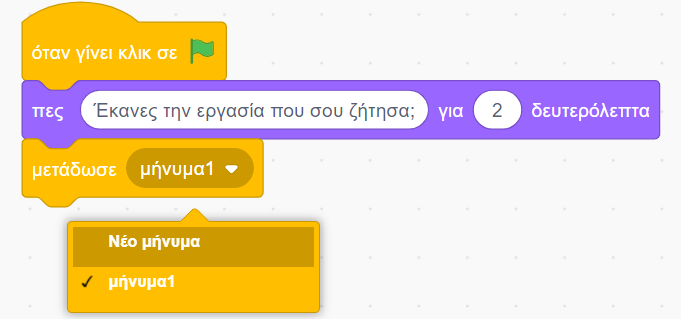 όταν γίνει κλικ σε
πες Έκανες την εργασία που σου ζήτησα; για 2 δευτερόλεπτα
μετάδωσε μήνυμα1
Νέο μήνυμα
✓ μήνυμα1